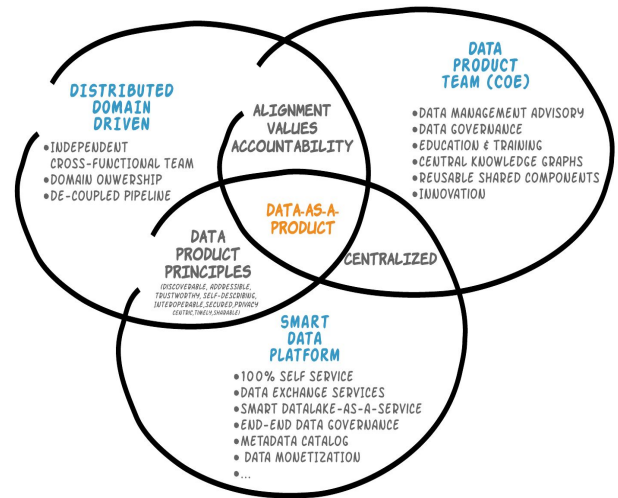 DISTRIBUTED
DOMAIN
DRIVEN
•INDEPENDENT
CROSS-FUNCTIONAL TEAM
•DOMAIN ONWERSHIP
•DE-COUPLED PIPELINE
ALIGNMENT
VALUES
ACCOUNTABILITY
DATA
PRODUCT
TEAM (COE)
•DATA MANAGEMENT ADVISORY
•DATA GOVERNANCE
•EDUCATION & TRAINING
•CENTRAL KNOWLEDGE GRAPHS
•REUSABLE SHARED COMPONENTS
•INNOVATION
DATA-AS-A-
PRODUCT
DATA
PRODUCT
PRINCIPLES
(DISCOVERABLE, ADDRESSIBLE,
TRUSTWORTHY, SELF-DESCRIBING,
INTEROPERABLE,SECURED,PRIVACY
CENTRIC,TIMELY,SHARABLE)
CENTRALIZED
SMART
DATA
PLATFORM
•100% SELF SERVICE
•DATA EXCHANGE SERVICES
•SMART DATALAKE-AS-A-SERVICE
•END-END DATA GOVERNANCE
•METADATA CATALOG
• DATA MONETIZATION
•...